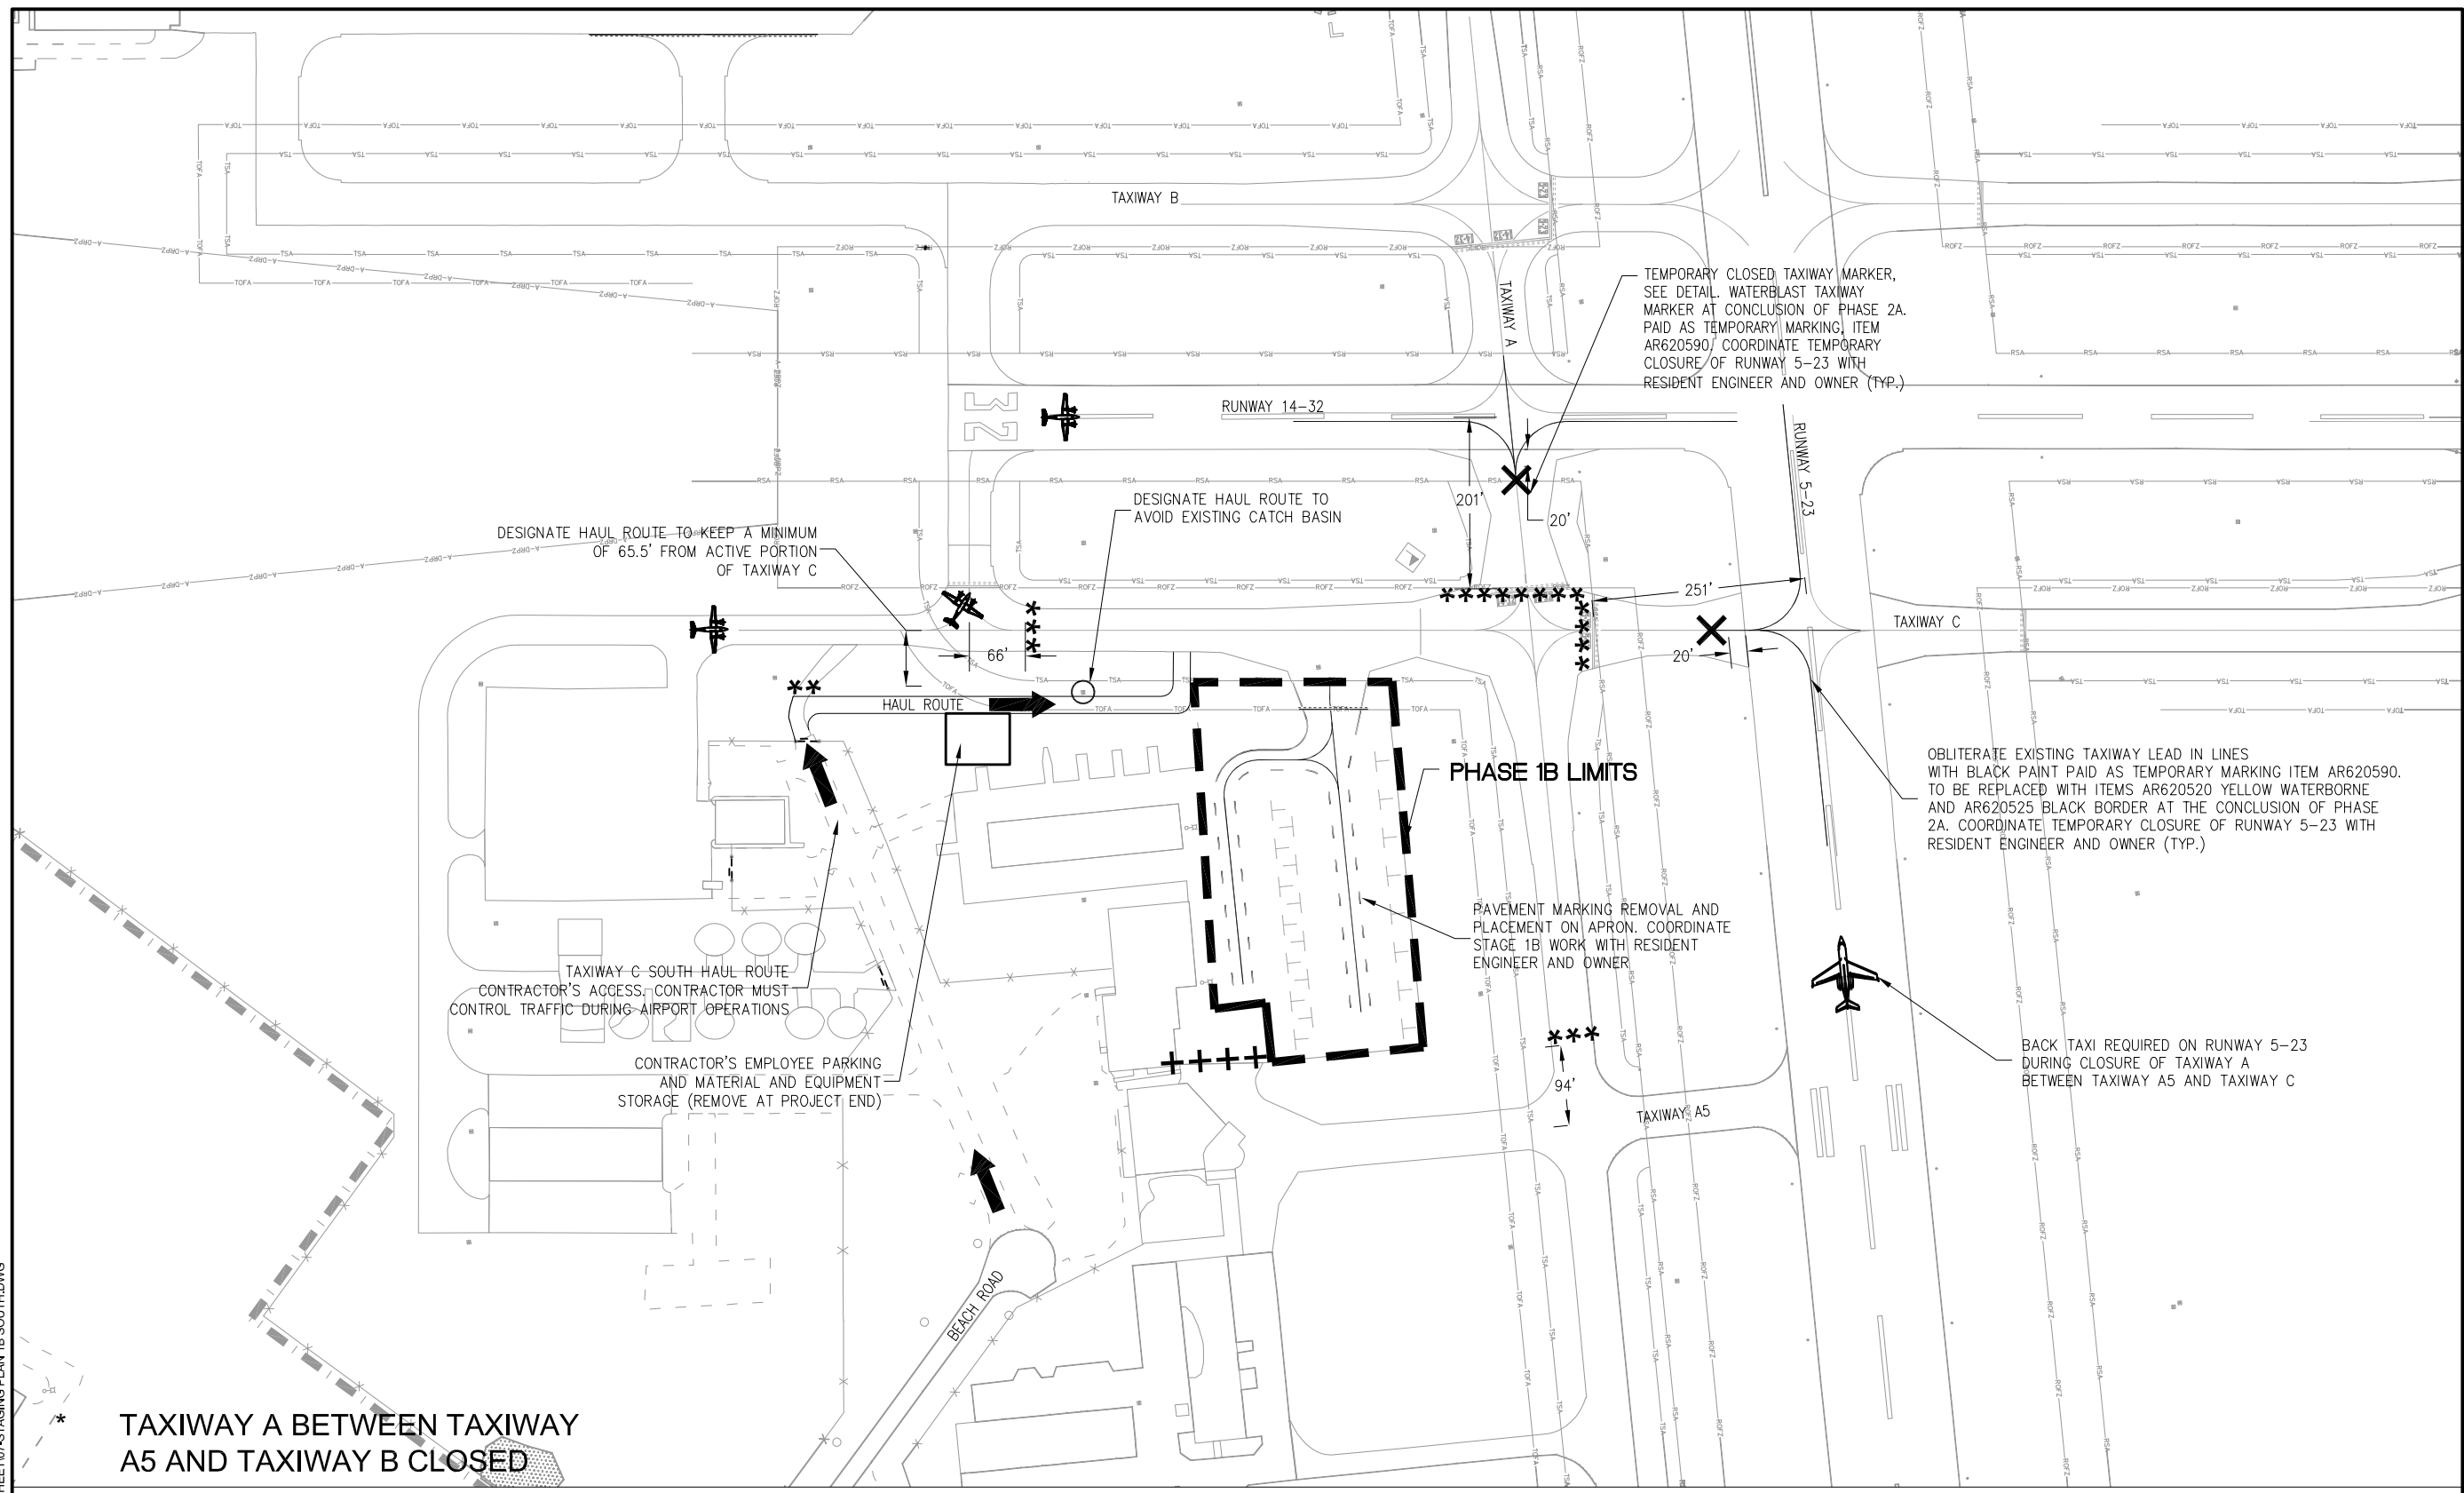 TAXIWAY B
TAXIWAY A
TEMPORARY CLOSED TAXIWAY MARKER,
SEE DETAIL. WATERBLAST TAXIWAY
MARKER AT CONCLUSION OF PHASE 2A.
PAID AS TEMPORARY MARKING, ITEM
AR620590. COORDINATE TEMPORARY
CLOSURE OF RUNWAY 5-23 WITH
RESIDENT ENGINEER AND OWNER (TYP.)
RUNWAY 14-32
32
RUNWAY 5-23
201'
20'
DESIGNATE HAUL ROUTE TO
AVOID EXISTING CATCH BASIN
DESIGNATE HAUL ROUTE TO KEEP A MINIMUM
OF 65.5' FROM ACTIVE PORTION
OF TAXIWAY C
251'
TAXIWAY C
20'
66'
HAUL ROUTE
PHASE 1B LIMITS
OBLITERATE EXISTING TAXIWAY LEAD IN LINES
WITH BLACK PAINT PAID AS TEMPORARY MARKING ITEM AR620590.
TO BE REPLACED WITH ITEMS AR620520 YELLOW WATERBORNE
AND AR620525 BLACK BORDER AT THE CONCLUSION OF PHASE
2A. COORDINATE TEMPORARY CLOSURE OF RUNWAY 5-23 WITH
RESIDENT ENGINEER AND OWNER (TYP.)
PAVEMENT MARKING REMOVAL AND
PLACEMENT ON APRON. COORDINATE
STAGE 1B WORK WITH RESIDENT
ENGINEER AND OWNER
TAXIWAY C SOUTH HAUL ROUTE
CONTRACTOR'S ACCESS. CONTRACTOR MUST
CONTROL TRAFFIC DURING AIRPORT OPERATIONS
CONTRACTOR'S EMPLOYEE PARKING
AND MATERIAL AND EQUIPMENT
STORAGE (REMOVE AT PROJECT END)
BACK TAXI REQUIRED ON RUNWAY 5-23
DURING CLOSURE OF TAXIWAY A
BETWEEN TAXIWAY A5 AND TAXIWAY C
94'
TAXIWAY A5
BEACH ROAD
* TAXIWAY A BETWEEN TAXIWAY
A5 AND TAXIWAY B CLOSED
TOFA
TSA
ROFZ
RSA
A-DRPZ